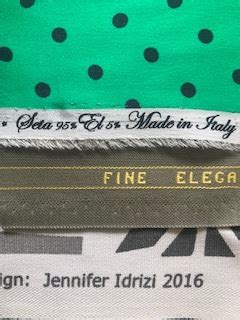 Seta 95% El 5% Made in Italy
FINE ELEGA
ign: Jennifer Idrizi 2016